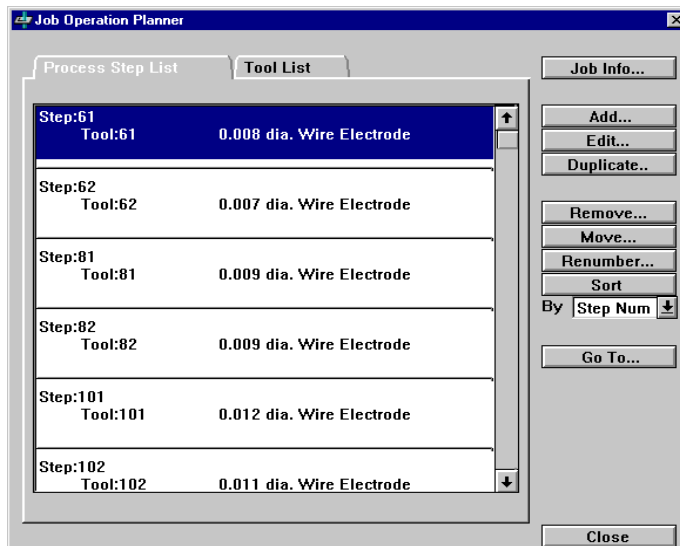 Job Operation Planner
Process Step List
Tool List
Step:61
Tool:61 0.008 dia. Wire Electrode
Step:62
Tool:62 0.007 dia. Wire Electrode
Step:81
Tool:81 0.009 dia. Wire Electrode
Step:82
Tool:82 0.009 dia. Wire Electrode
Step:101
Tool:101 0.012 dia. Wire Electrode
Step:102
Tool:102 0.011 dia. Wire Electrode
Job Info...
Add...
Edit...
Duplicate..
Remove...
Move...
Renumber...
Sort
By Step Num
Go To...
Close